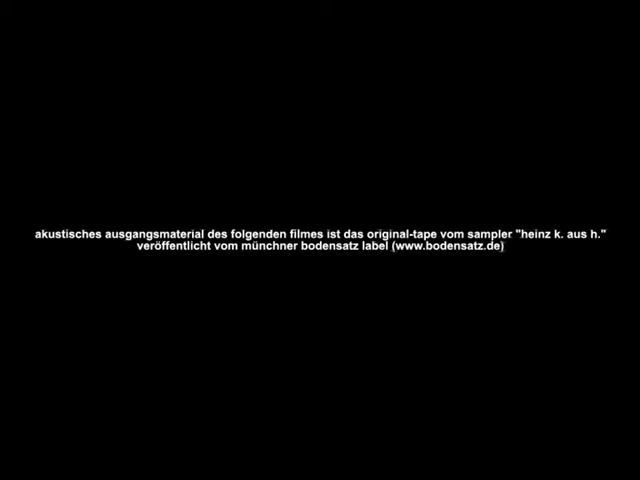 akustisches ausgangsmaterial des folgenden filmes ist das original-tape vom sampler "heinz k. aus h."
veröffentlicht vom münchner bodensatz label (www.bodensatz.de)